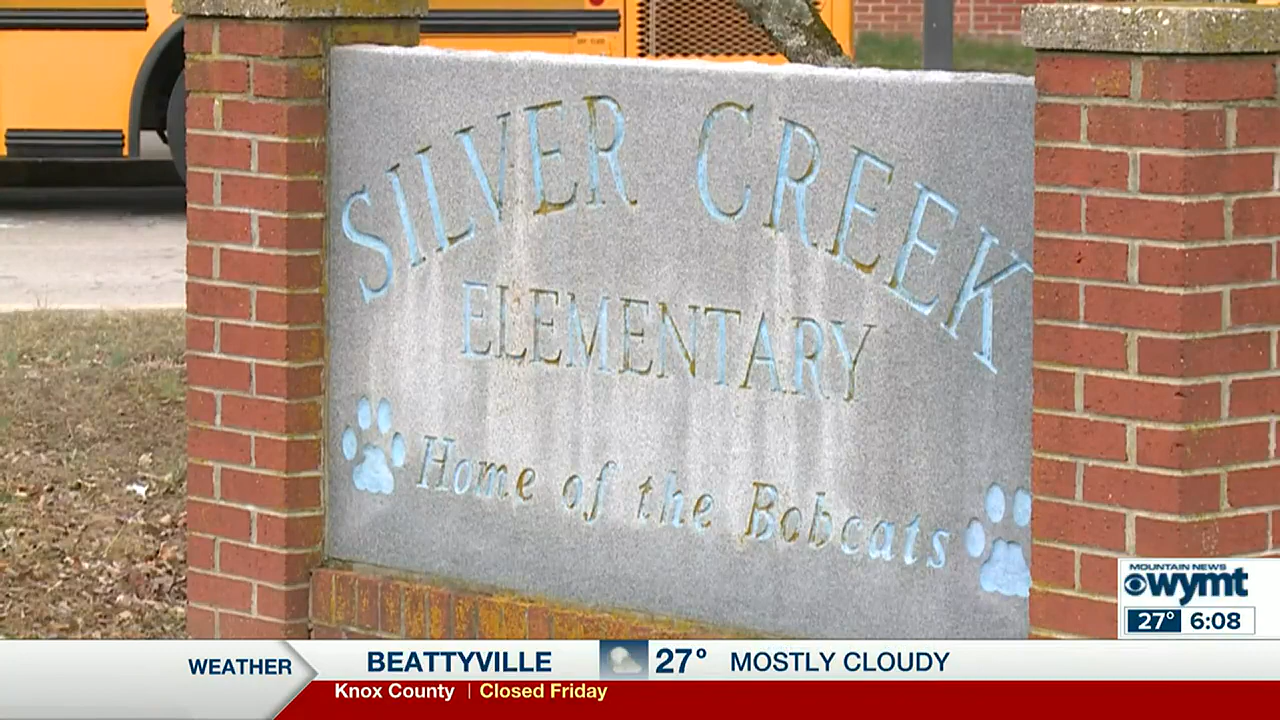 SILVER CREEK
ELEMENTARY
Home of the Bobcats
MOUNTAIN NEWS
wymt
27° 6:08
WEATHER BEATTYVILLE 27° MOSTLY CLOUDY
Knox County | Closed Friday